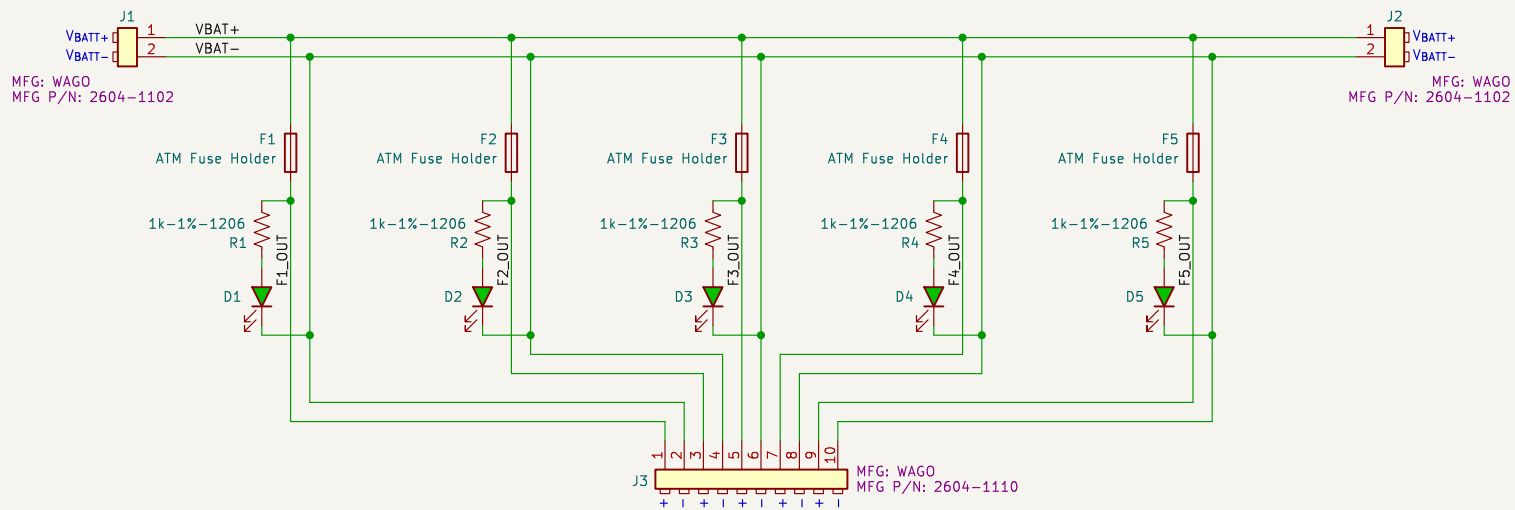 J1
VBATT+ 1 VBAT+
VBATT- 2 VBAT-
MFG: WAGO
MFG P/N: 2604-1102
J2
1 VBATT+
2 VBATT-
MFG: WAGO
MFG P/N: 2604-1102
F1
ATM Fuse Holder
F2
ATM Fuse Holder
F3
ATM Fuse Holder
F4
ATM Fuse Holder
F5
ATM Fuse Holder
1k-1%-1206
R1
F1_OUT
D1
1k-1%-1206
R2
F2_OUT
D2
1k-1%-1206
R3
F3_OUT
D3
1k-1%-1206
R4
F4_OUT
D4
1k-1%-1206
R5
F5_OUT
D5
1 2 3 4 5 6 7 8 9 10
J3
MFG: WAGO
MFG P/N: 2604-1110
+ - + - + - + - + -